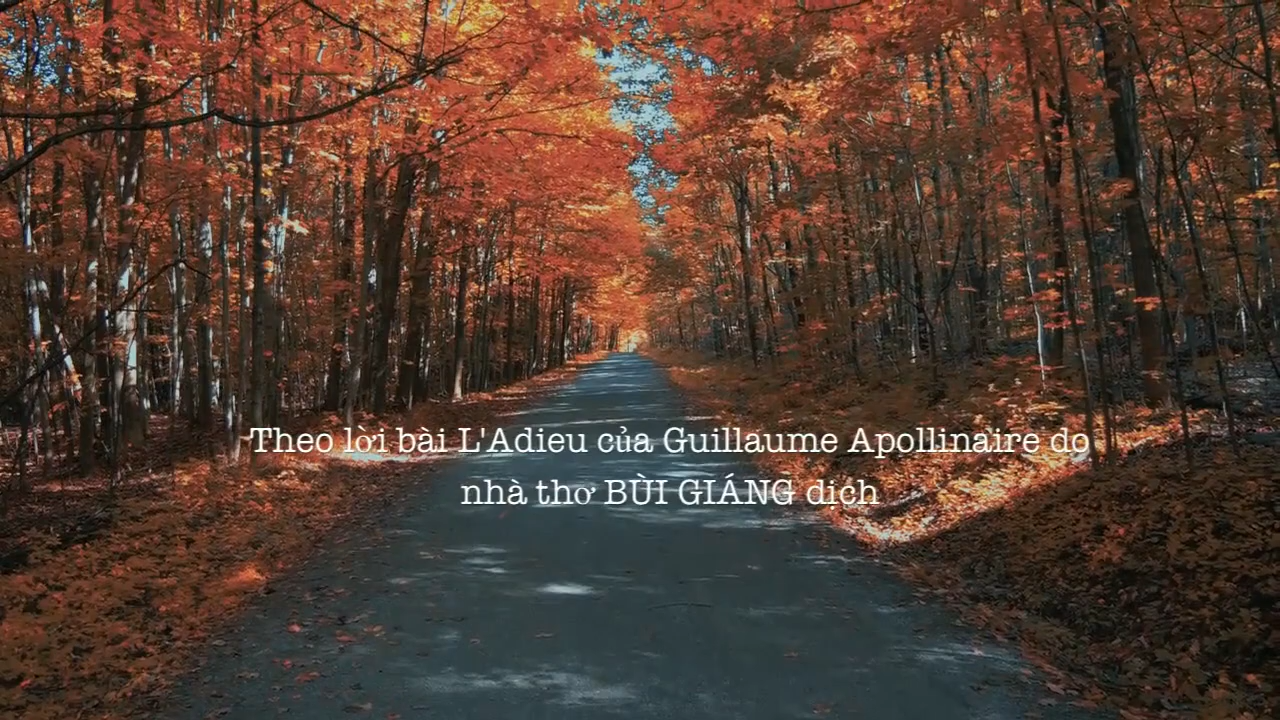 Theo lời bài L'Adieu của Guillaume Apollinaire do
nhà thơ BÙI GIÁNG dịch